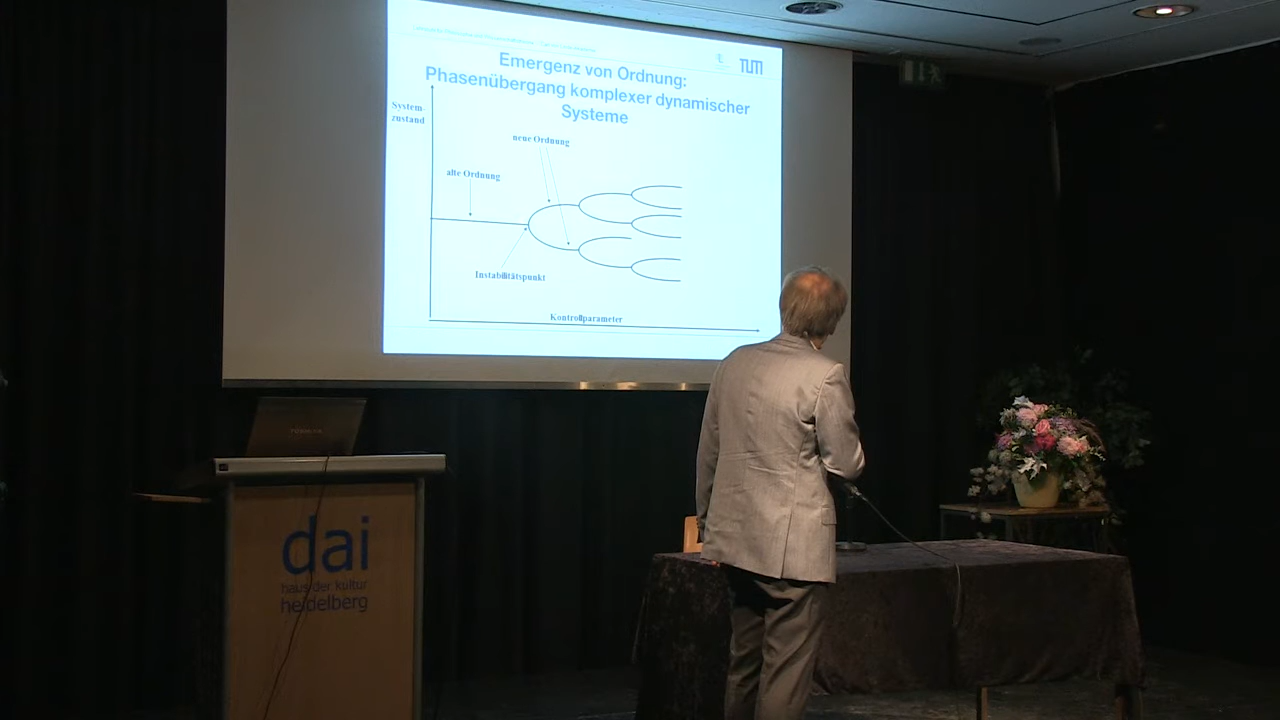 TUM
Emergenz von Ordnung:
Phasenübergang komplexer dynamischer
Systeme
System-
zustand
neue Ordnung
alte Ordnung
Instabilitätspunkt
Kontrollparameter
dai
haus der kultur
heidelberg